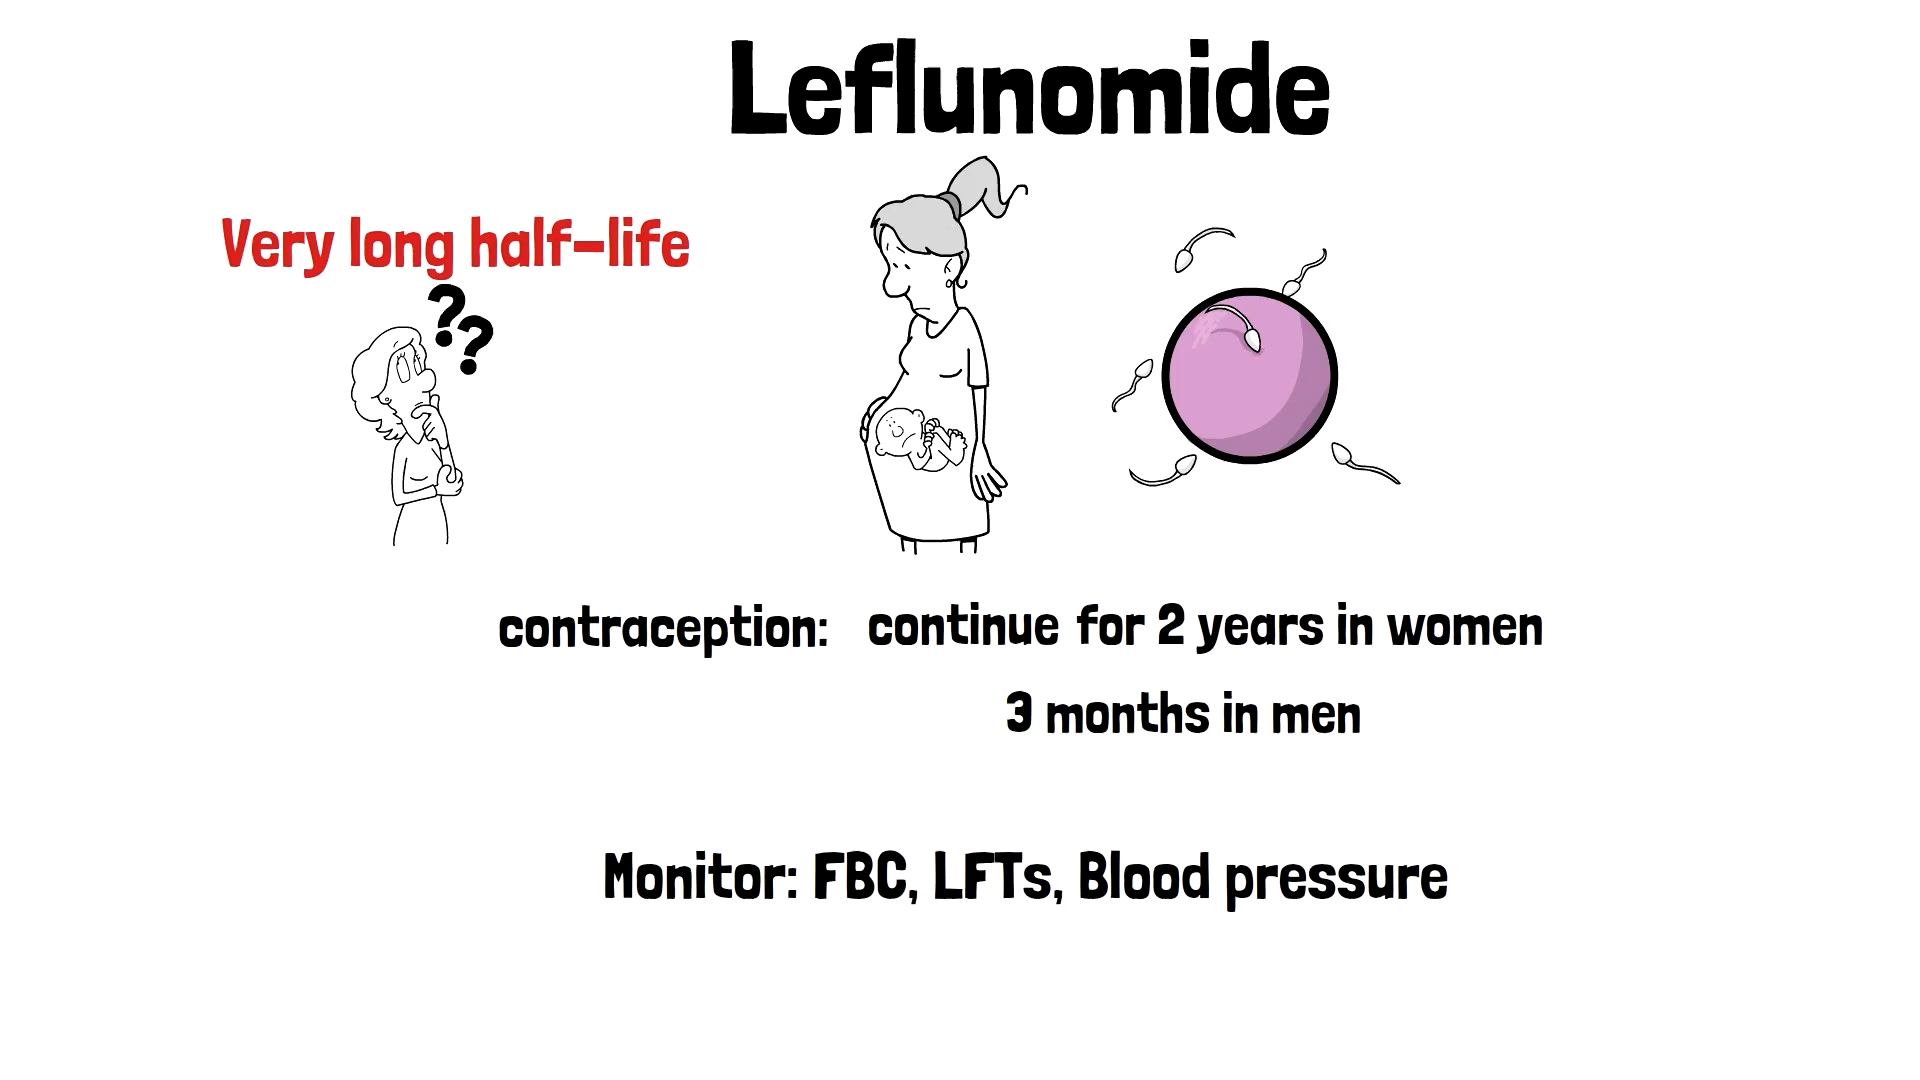 Leflunomide
Very long half-life
??
contraception: continue for 2 years in women
3 months in men
Monitor: FBC, LFTs, Blood pressure